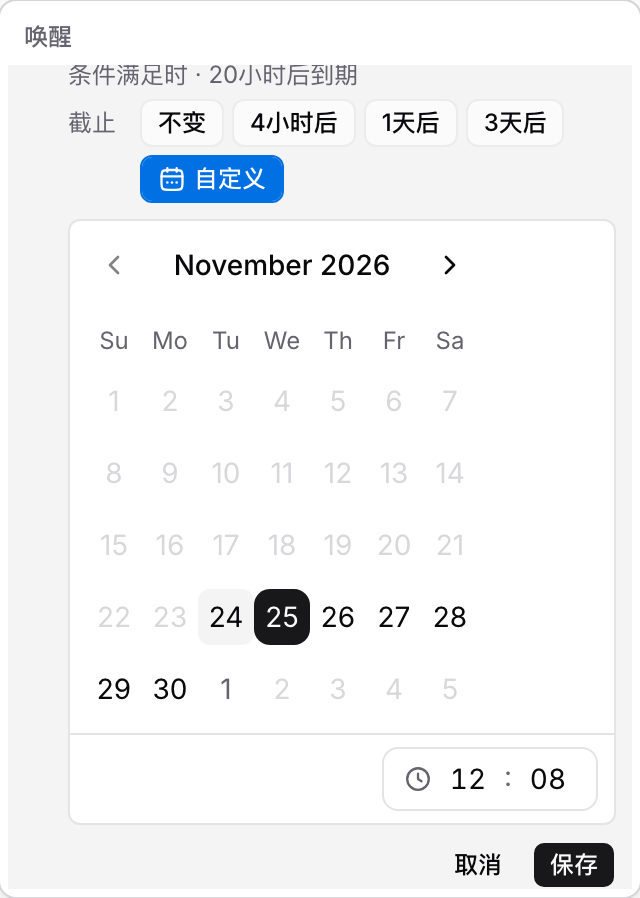 唤醒
条件满足时 · 20小时后到期
截止 不变 4小时后 1天后 3天后
自定义
November 2026
Su Mo Tu We Th Fr Sa
1 2 3 4 5 6 7
8 9 10 11 12 13 14
15 16 17 18 19 20 21
22 23 24 25 26 27 28
29 30 1 2 3 4 5
12 : 08
取消 保存